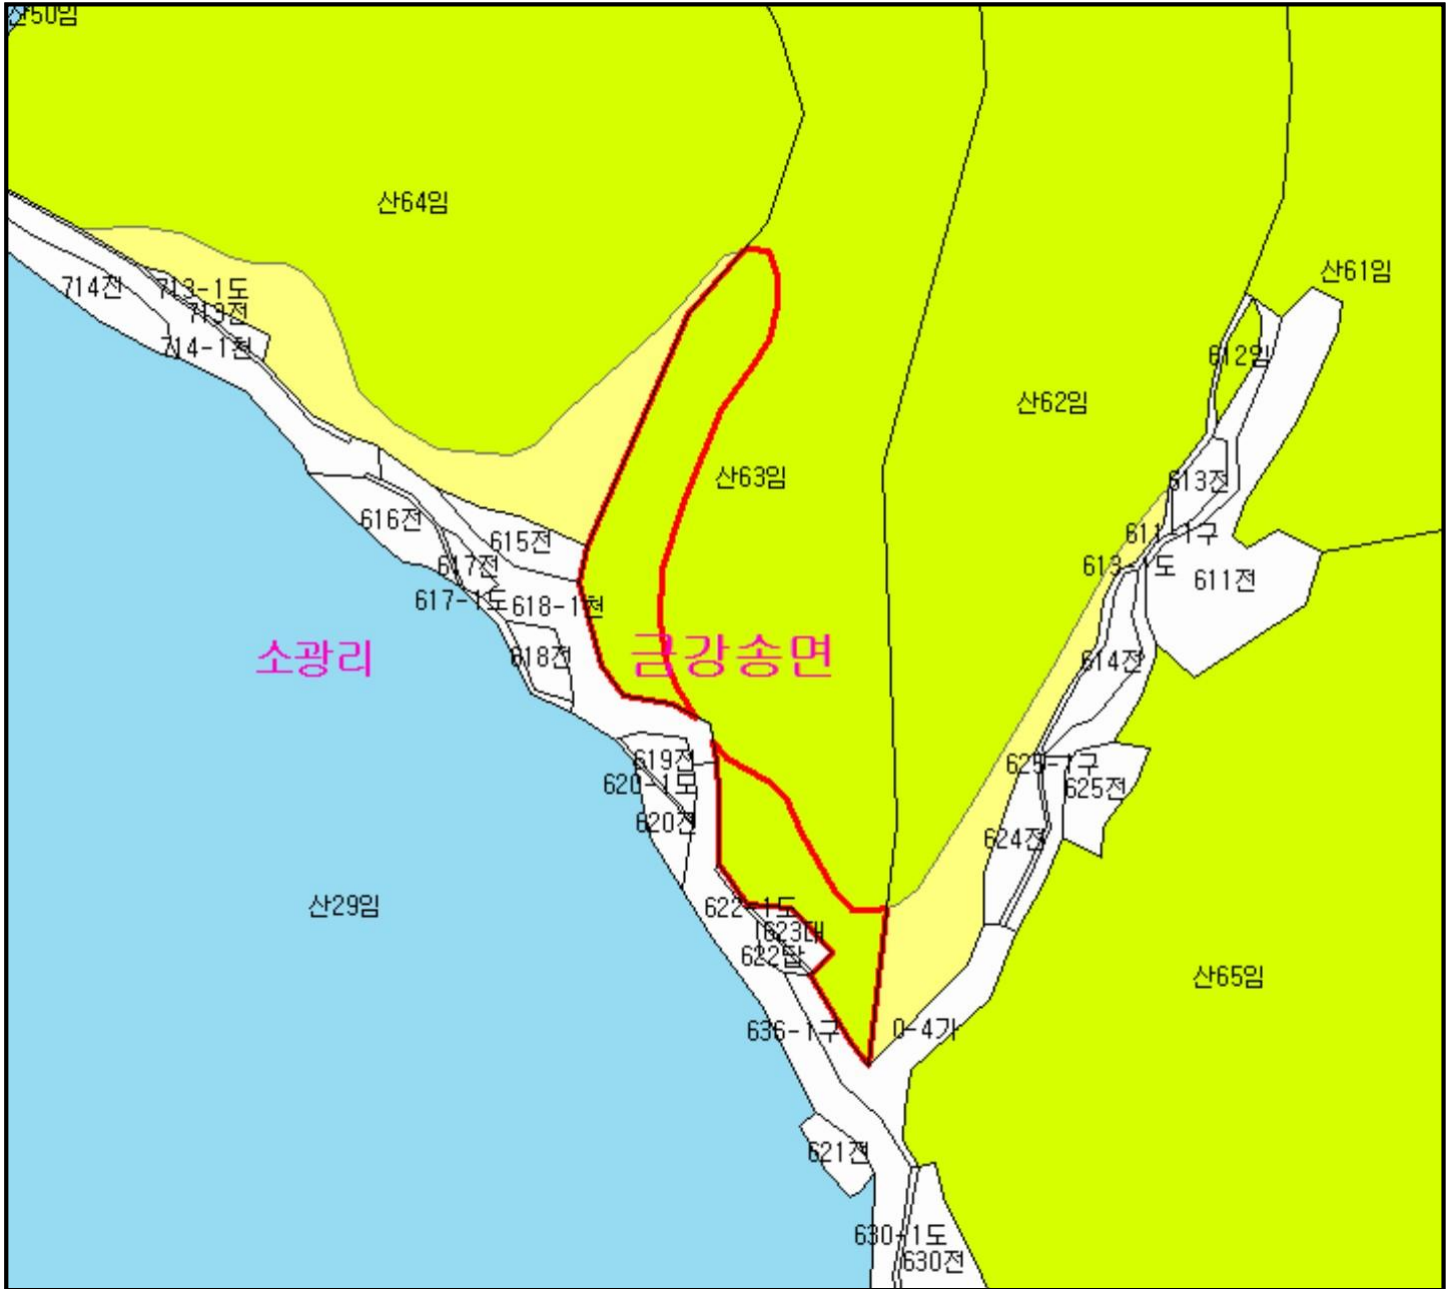 산50임
산64임
산61임
714전
713-1도
713전
714-1천
612임
산62임
산63임
613전
616전
615전
611-1구
617전
613-1도
611전
617-1도
618-1천
소광리
금강송면
618전
614전
619전
625-1구
620-1도
625전
620전
624전
산29임
622-1도
623대
622답
산65임
636-1구
0-4가
621전
630-1도
630전